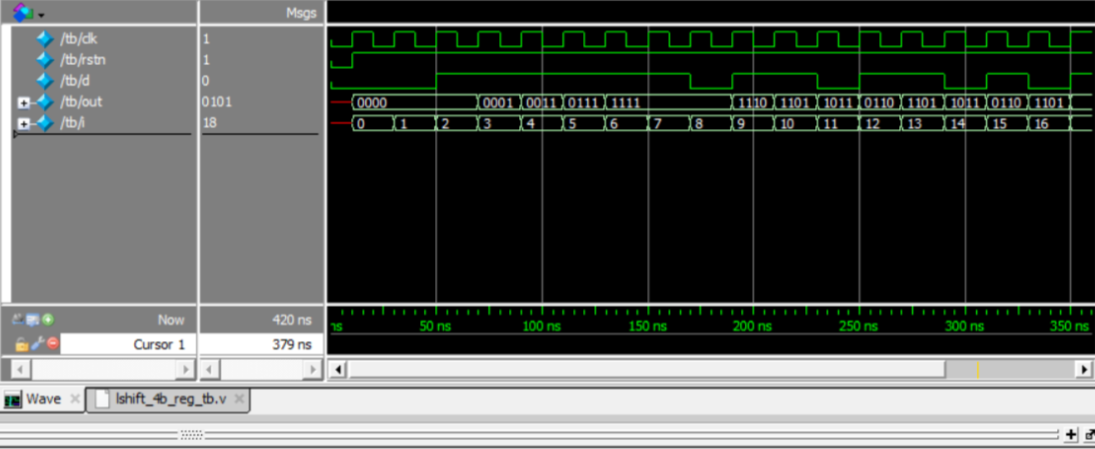 Msgs
/tb/clk 1
/tb/rstn 1
/tb/d 0
/tb/out 0101 0000 0001 0011 0111 1111 1110 1101 1011 0110 1101 1011 0110 1101
/tb/i 18 0 1 2 3 4 5 6 7 8 9 10 11 12 13 14 15 16
Now 420 ns ns 50 ns 100 ns 150 ns 200 ns 250 ns 300 ns 350 ns
Cursor 1 379 ns
Wave lshift_4b_reg_tb.v